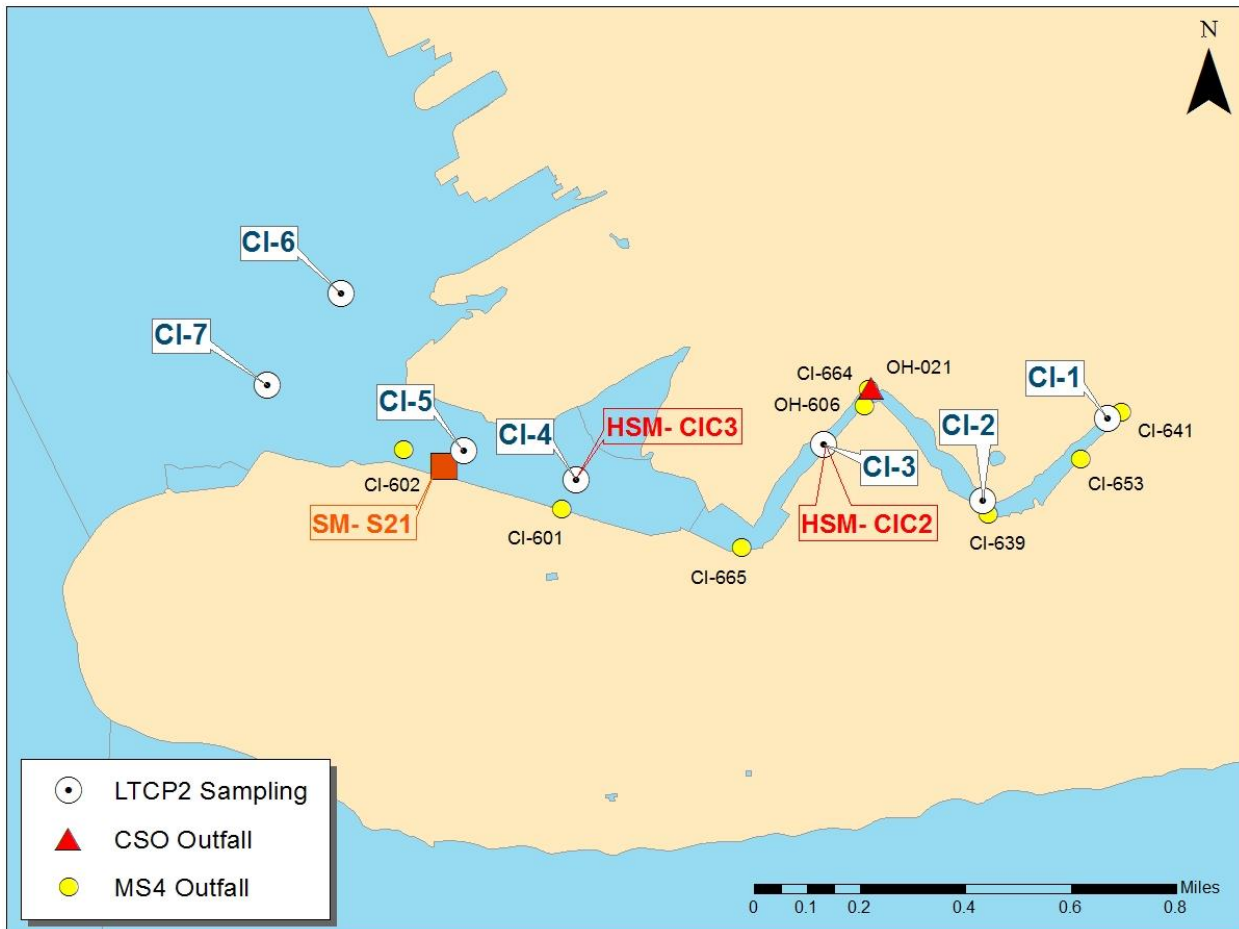 N
CI-6
CI-7
CI-5
CI-4
HSM- CIC3
CI-664
OH-021
OH-606
CI-1
CI-2
CI-641
CI-3
CI-653
CI-602
SM- S21
CI-601
HSM- CIC2
CI-639
CI-665
LTCP2 Sampling
CSO Outfall
MS4 Outfall
Miles
0 0.1 0.2 0.4 0.6 0.8